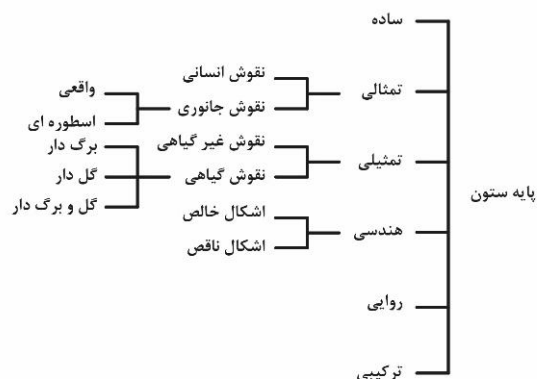 پایه ستون
ساده
تمثالی
نقوش انسانی
نقوش جانوری
واقعی
اسطوره ای
تمثیلی
نقوش غیر گیاهی
نقوش گیاهی
برگ دار
گل دار
گل و برگ دار
هندسی
اشکال خالص
اشکال ناقص
روایی
ترکیبی